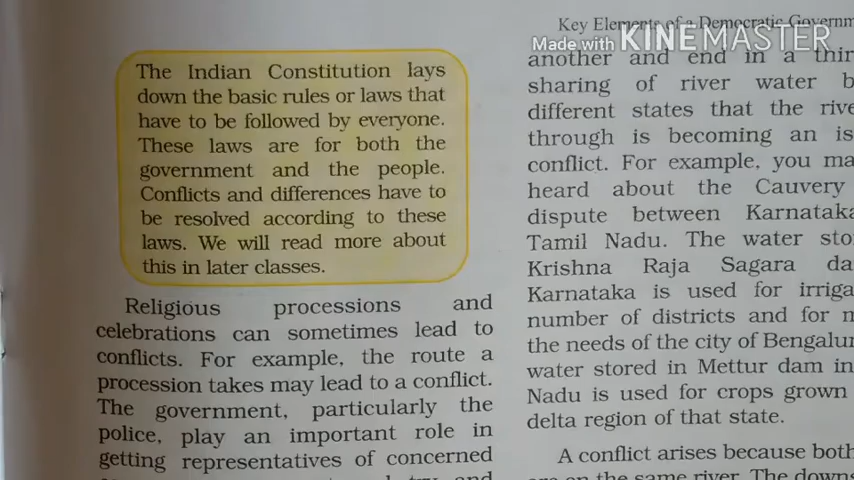 Key Elements of a Democratic
Made with KINEMASTER
The Indian Constitution lays
down the basic rules or laws that
have to be followed by everyone.
These laws are for both the
government and the people.
Conflicts and differences have to
be resolved according to these
laws. We will read more about
this in later classes.
Religious processions and
celebrations can sometimes lead to
conflicts. For example, the route a
procession takes may lead to a conflict.
The government, particularly the
police, play an important role in
getting representatives of concerned
another and end in a
sharing of river water
different states that the
through is becoming an
conflict. For example, you
heard about the Cauvery
dispute between Karnataka
Tamil Nadu. The water
Krishna Raja Sagara
Karnataka is used for
number of districts and for
the needs of the city of
water stored in Mettur dam in
Nadu is used for crops grown
delta region of that state.
A conflict arises because both
are on the same river. The